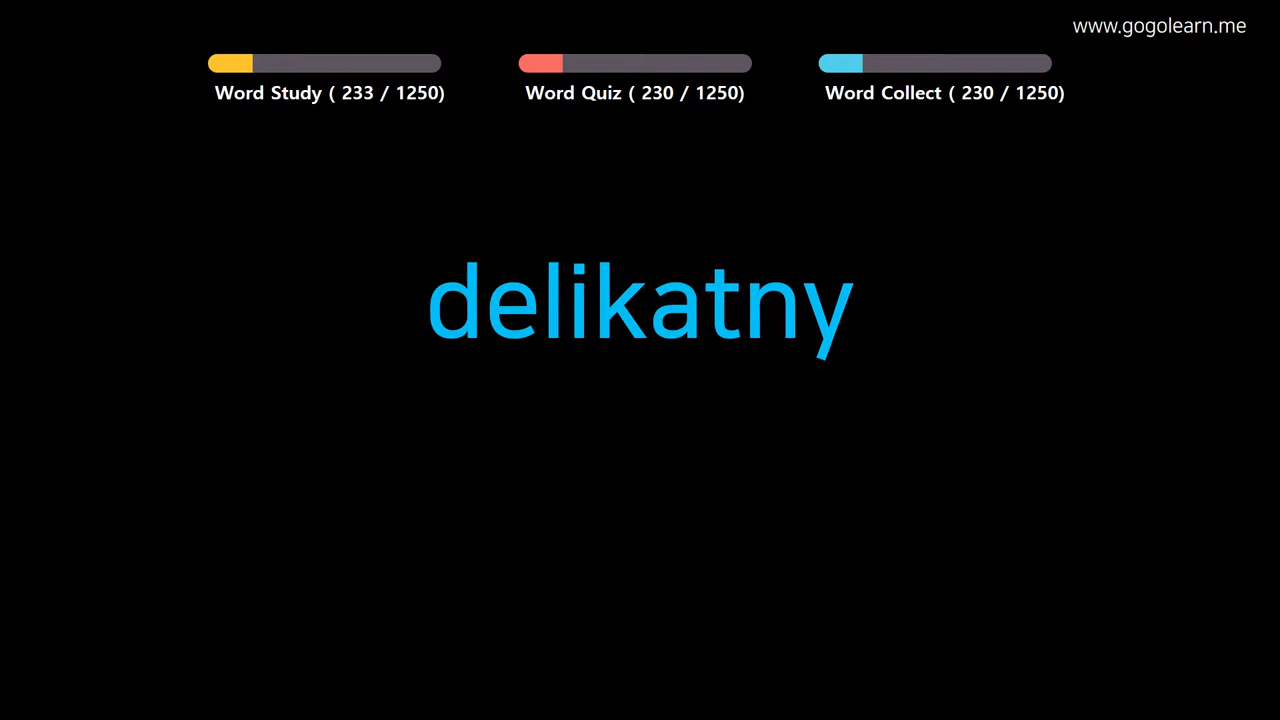 www.gogolearn.me
Word Study ( 233 / 1250)
Word Quiz ( 230 / 1250)
Word Collect ( 230 / 1250)
delikatny